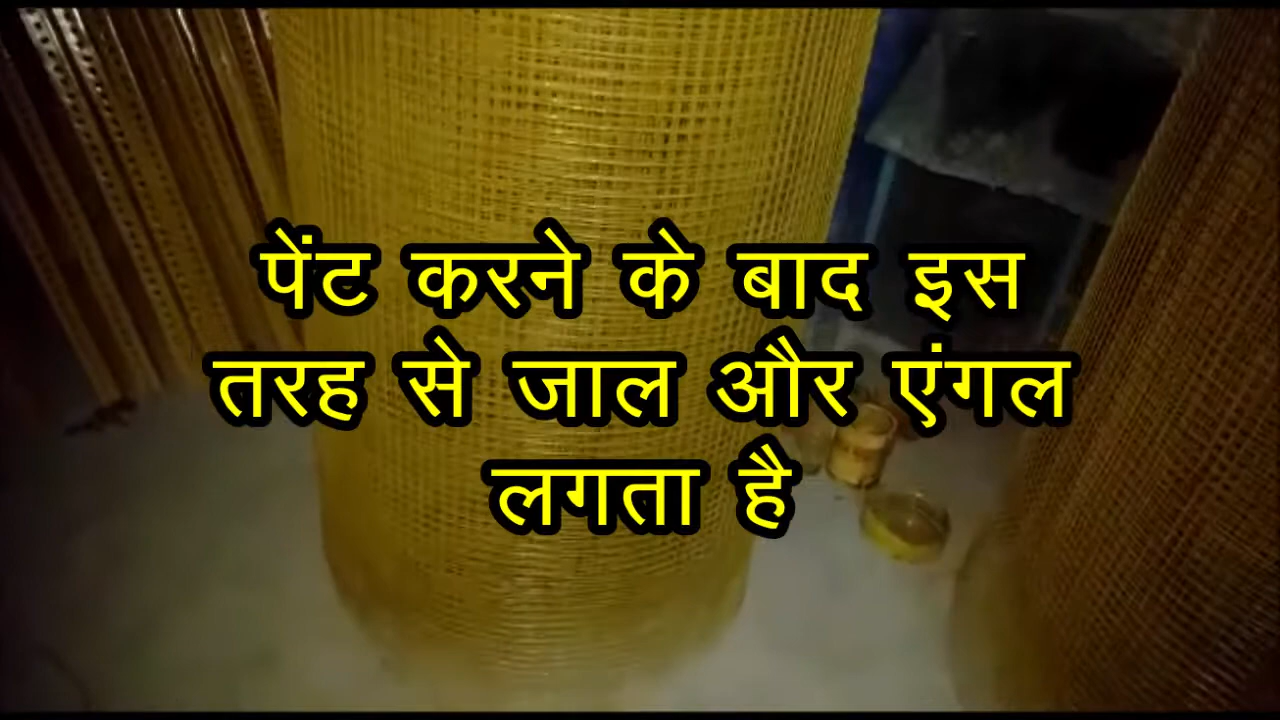 पेंट करने के बाद इस
तरह से जाल और एंगल
लगता है